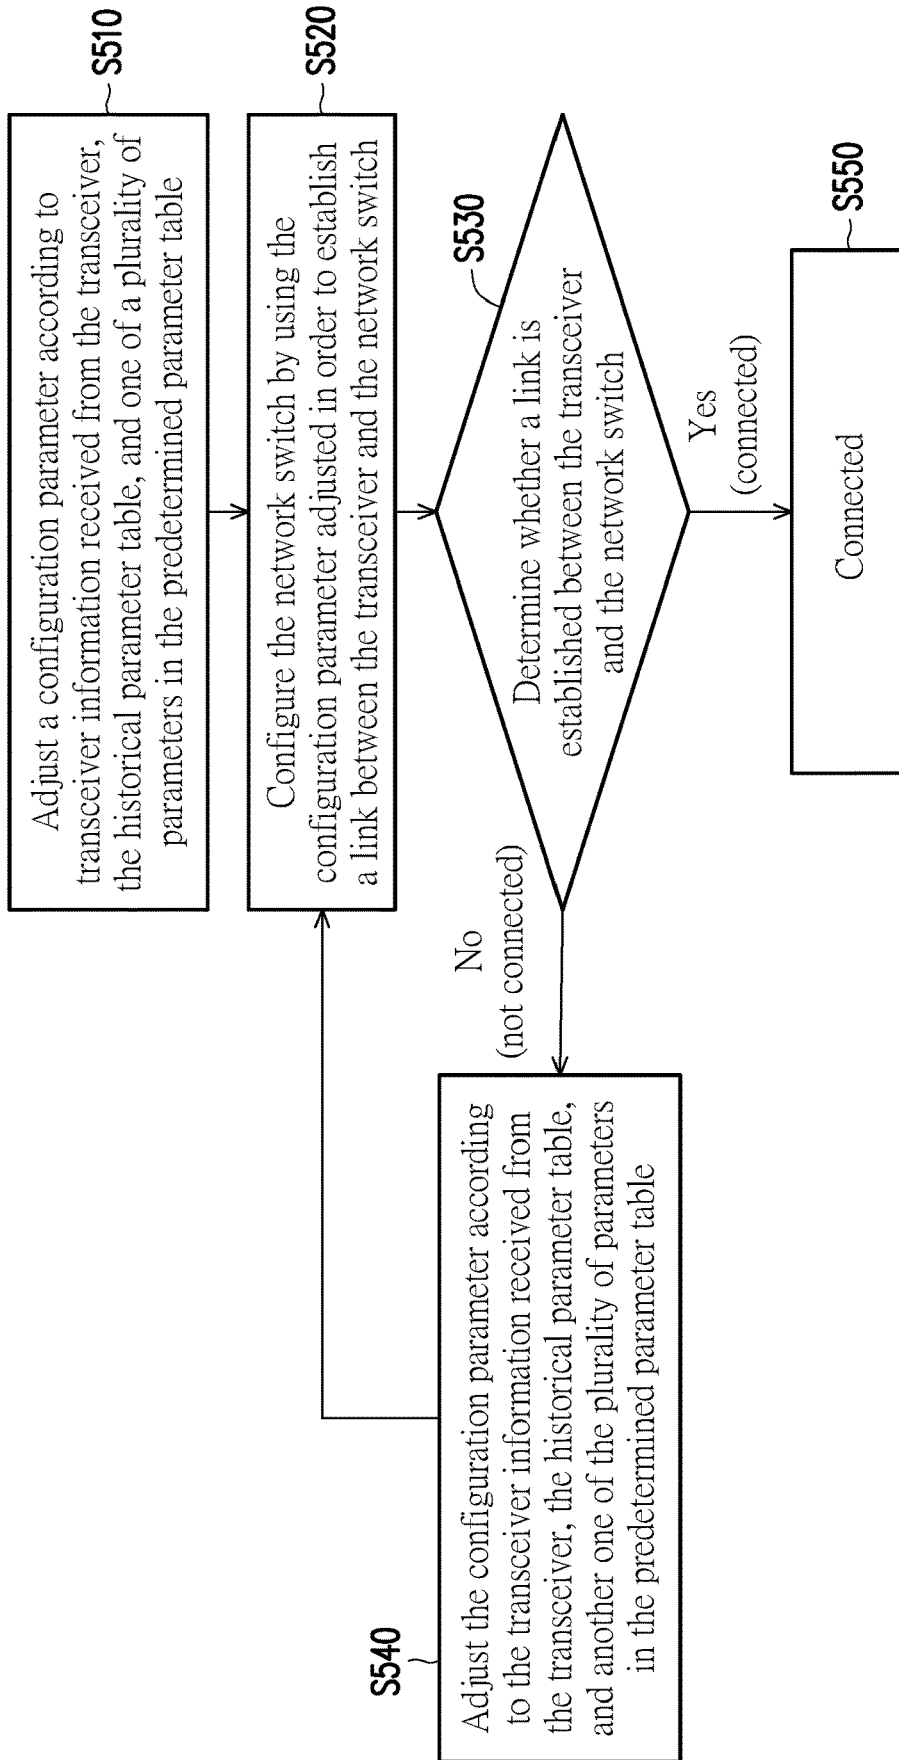 S510
Adjust a configuration parameter according to
transceiver information received from the transceiver,
the historical parameter table, and one of a plurality of
parameters in the predetermined parameter table
S520
Configure the network switch by using the
configuration parameter adjusted in order to establish
a link between the transceiver and the network switch
S530
Determine whether a link is
established between the transceiver
and the network switch
No
(not connected)
Yes
(connected)
S540
Adjust the configuration parameter according
to the transceiver information received from
the transceiver, the historical parameter table,
and another one of the plurality of parameters
in the predetermined parameter table
S550
Connected